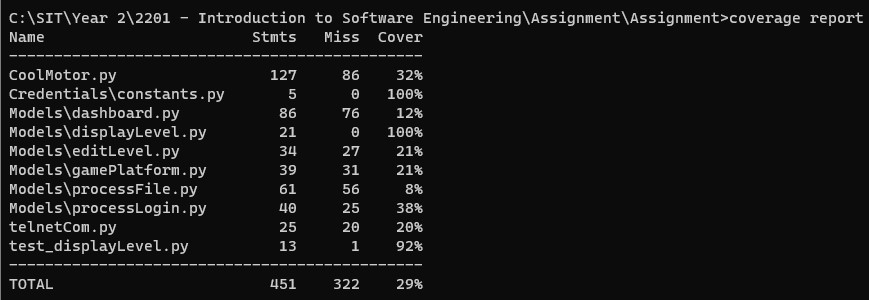 C:\SIT\Year 2\2201 - Introduction to Software Engineering\Assignment\Assignment>coverage report
Name                       Stmts   Miss  Cover
----------------------------------------------
CoolMotor.py                 127     86    32%
Credentials\constants.py       5      0   100%
Models\dashboard.py           86     76    12%
Models\displayLevel.py        21      0   100%
Models\editLevel.py           34     27    21%
Models\gamePlatform.py        39     31    21%
Models\processFile.py         61     56     8%
Models\processLogin.py        40     25    38%
telnetCom.py                  25     20    20%
test_displayLevel.py          13      1    92%
----------------------------------------------
TOTAL                        451    322    29%